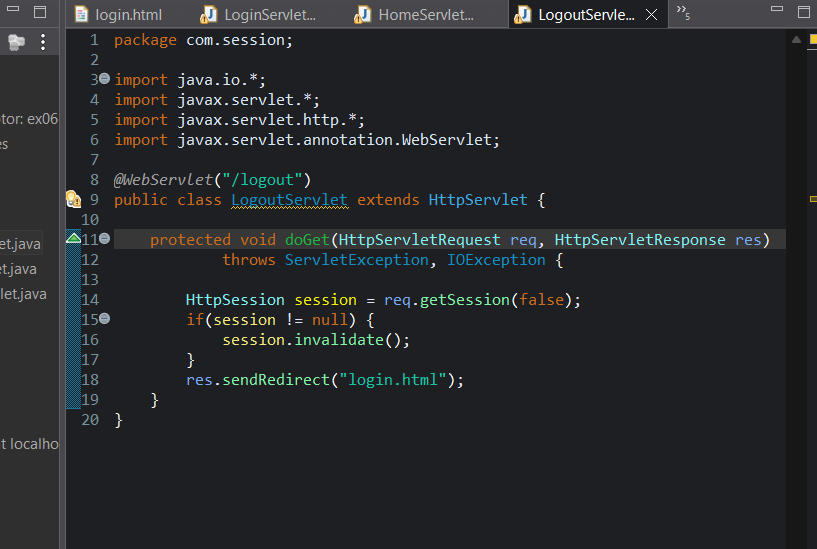 login.html
LoginServlet...
HomeServlet...
LogoutServle...
»5
tor: ex06
es
et.java
et.java
let.java
t localho
1 package com.session;
2
3 import java.io.*;
4 import javax.servlet.*;
5 import javax.servlet.http.*;
6 import javax.servlet.annotation.WebServlet;
7
8 @WebServlet("/logout")
9 public class LogoutServlet extends HttpServlet {
10
11 protected void doGet(HttpServletRequest req, HttpServletResponse res)
12 throws ServletException, IOException {
13
14 HttpSession session = req.getSession(false);
15 if(session != null) {
16 session.invalidate();
17 }
18 res.sendRedirect("login.html");
19 }
20 }